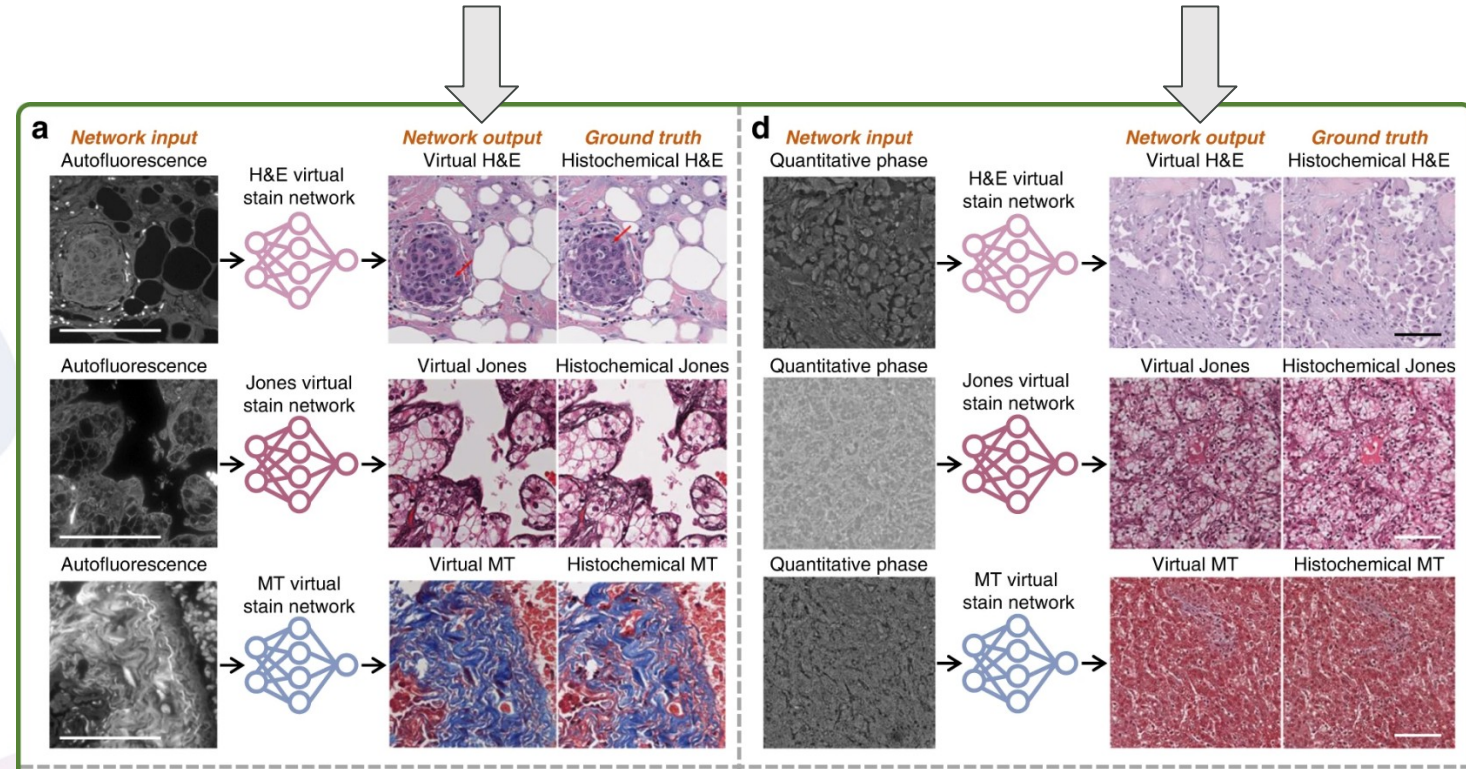 a
Network input
Autofluorescence
H&E virtual
stain network
Network output
Virtual H&E
Ground truth
Histochemical H&E
Autofluorescence
Jones virtual
stain network
Virtual Jones
Histochemical Jones
Autofluorescence
MT virtual
stain network
Virtual MT
Histochemical MT
d
Network input
Quantitative phase
H&E virtual
stain network
Network output
Virtual H&E
Ground truth
Histochemical H&E
Quantitative phase
Jones virtual
stain network
Virtual Jones
Histochemical Jones
Quantitative phase
MT virtual
stain network
Virtual MT
Histochemical MT